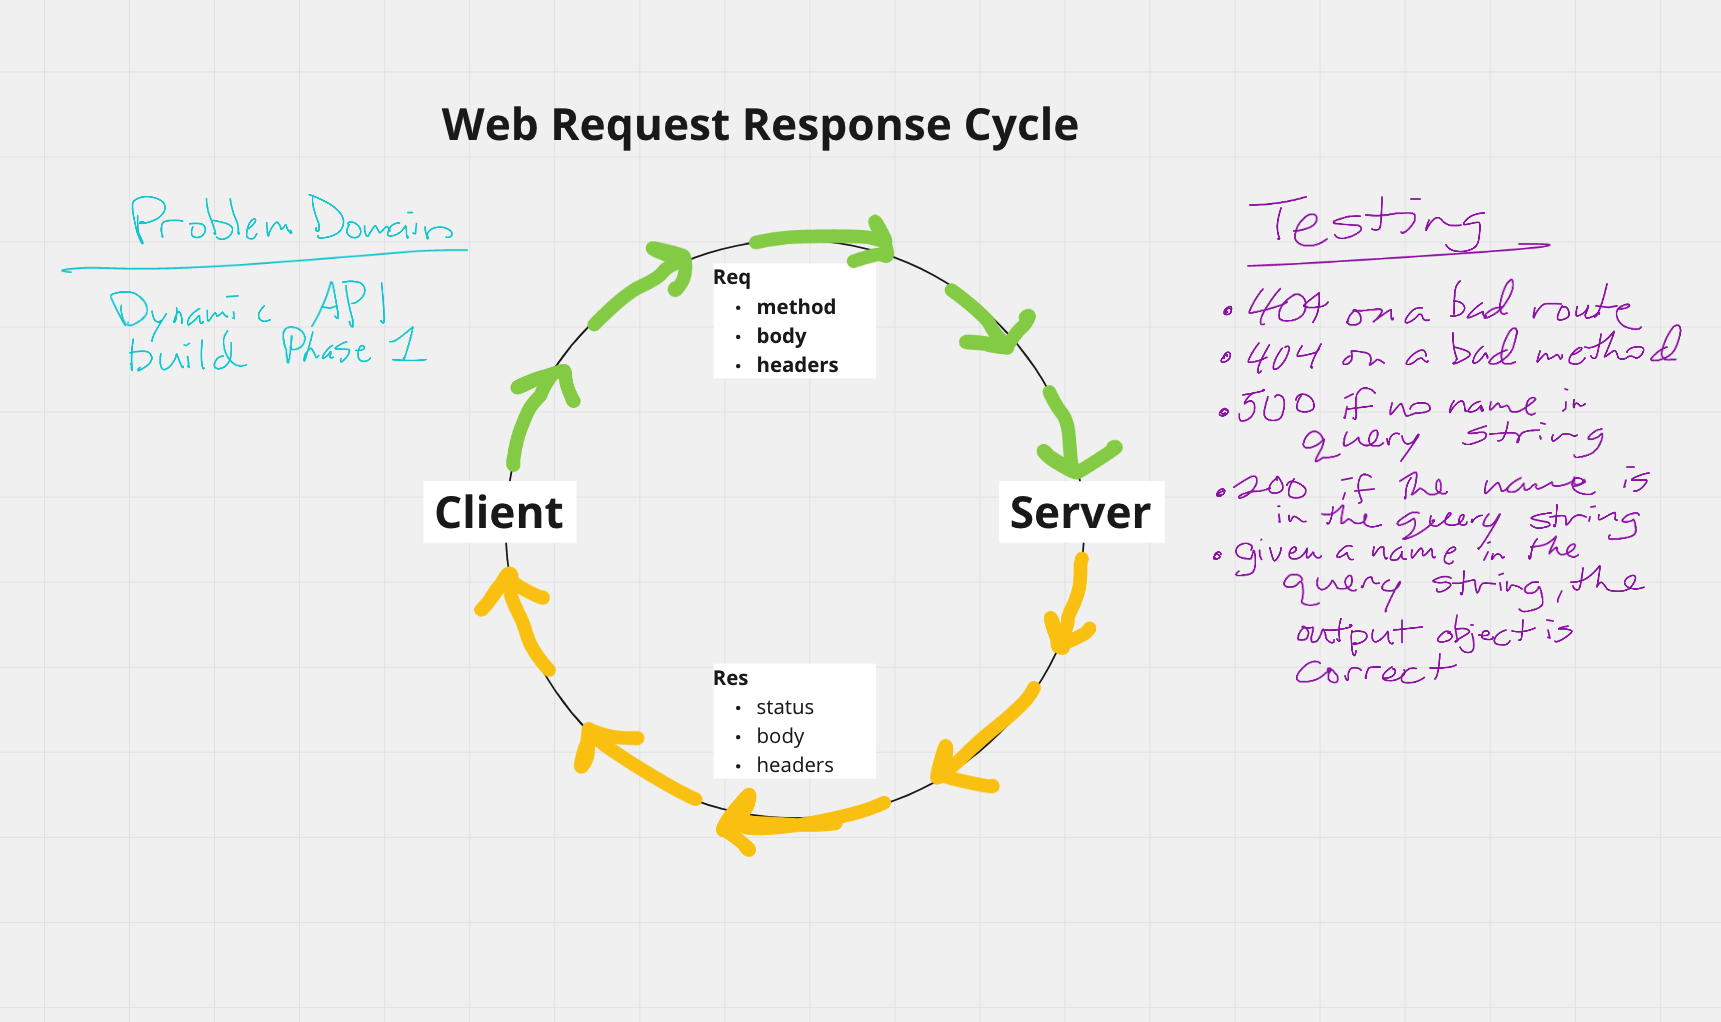 Web Request Response Cycle
Problem Domain
Dynamic API
build Phase 1
Req
• method
• body
• headers
Client
Server
Res
• status
• body
• headers
Testing
• 404 on a bad route
• 404 on a bad method
• 500 if no name in
query string
• 200 if the name is
in the query string
• given a name in the
query string, the
output object is
correct